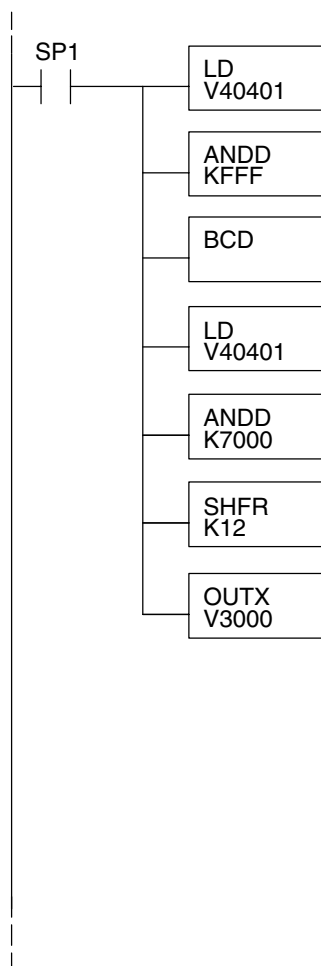 SP1
LD
V40401
ANDD
KFFF
BCD
LD
V40401
ANDD
K7000
SHFR
K12
OUTX
V3000